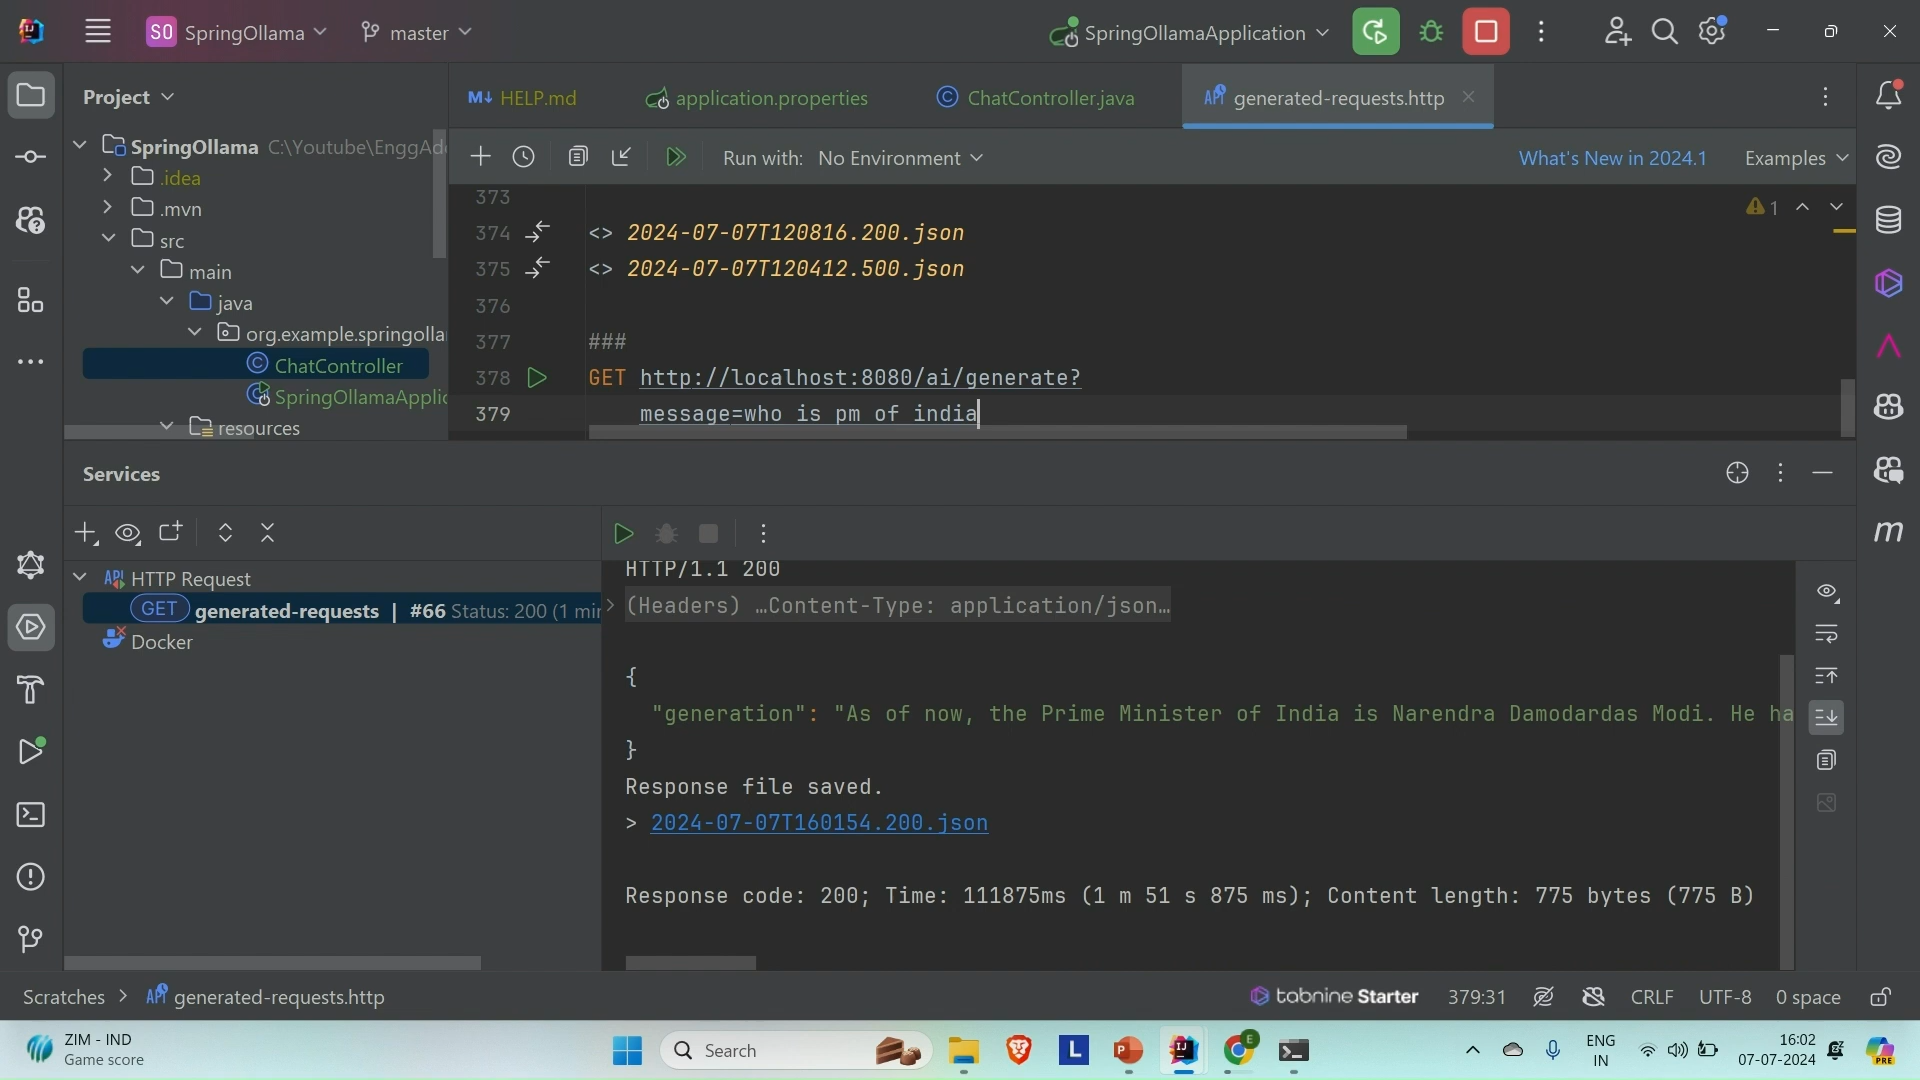 SO SpringOllama master SpringOllamaApplication
Project
HELP.md application.properties ChatController.java generated-requests.http
SpringOllama C:\Youtube\EnggAd
.idea
.mvn
src
main
java
org.example.springolla
ChatController
SpringOllamaApplic
resources
Run with: No Environment What's New in 2024.1 Examples
373
374 <> 2024-07-07T120816.200.json
375 <> 2024-07-07T120412.500.json
376
377 ###
378 GET http://localhost:8080/ai/generate?
379 message=who is pm of india
1
Services
HTTP Request
GET generated-requests | #66 Status: 200 (1 min
Docker
HTTP/1.1 200
(Headers) …Content-Type: application/json…
{
"generation": "As of now, the Prime Minister of India is Narendra Damodardas Modi. He ha
}
Response file saved.
> 2024-07-07T160154.200.json
Response code: 200; Time: 111875ms (1 m 51 s 875 ms); Content length: 775 bytes (775 B)
Scratches > generated-requests.http
tabnine Starter 379:31 CRLF UTF-8 0 space
ZIM - IND
Game score
Search
ENG
IN
16:02
07-07-2024